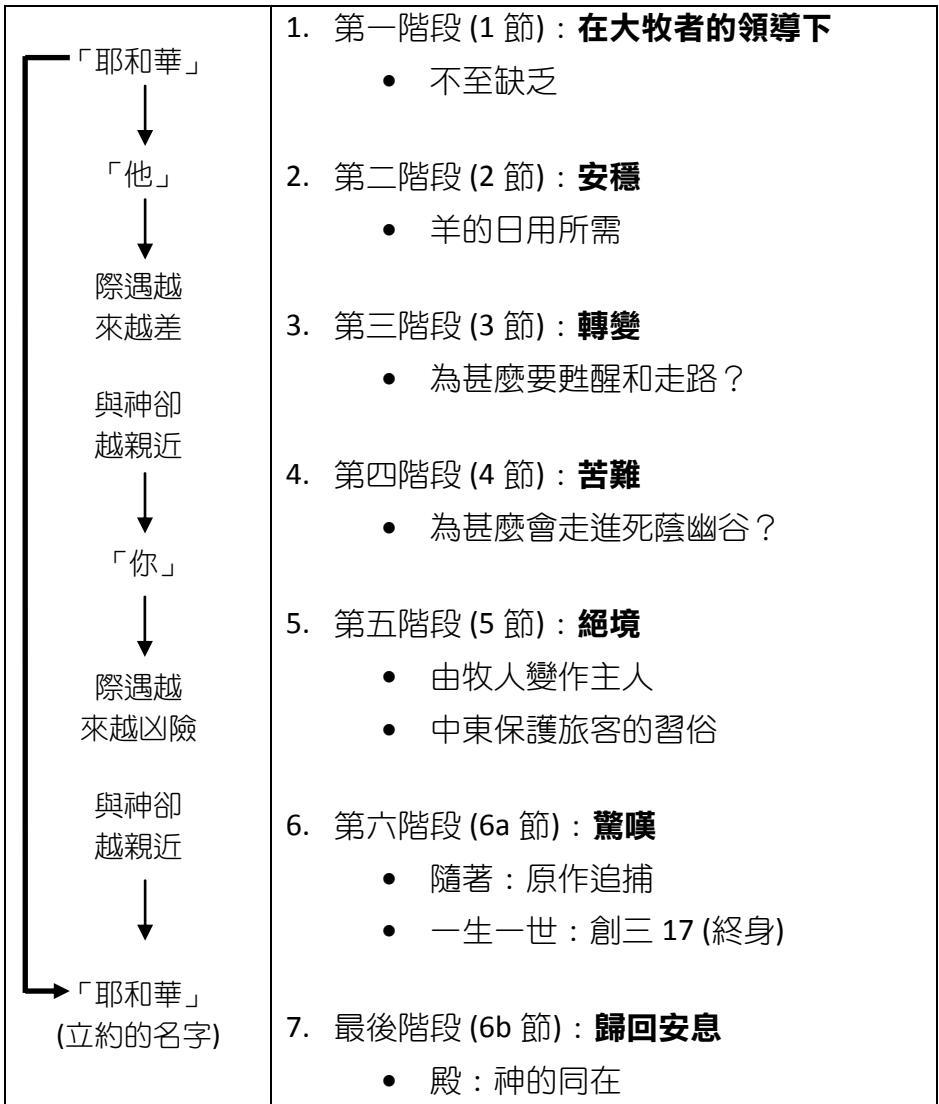 「耶和華」
「他」
際遇越
來越差
與神卻
越親近
「你」
際遇越
來越凶險
與神卻
越親近
「耶和華」
(立約的名字)
1. 第一階段 (1 節)：在大牧者的領導下
• 不至缺乏
2. 第二階段 (2 節)：安穩
• 羊的日用所需
3. 第三階段 (3 節)：轉變
• 為甚麼要甦醒和走路？
4. 第四階段 (4 節)：苦難
• 為甚麼會走進死蔭幽谷？
5. 第五階段 (5 節)：絕境
• 由牧人變作主人
• 中東保護旅客的習俗
6. 第六階段 (6a 節)：驚嘆
• 隨著：原作追捕
• 一生一世：創三 17 (終身)
7. 最後階段 (6b 節)：歸回安息
• 殿：神的同在